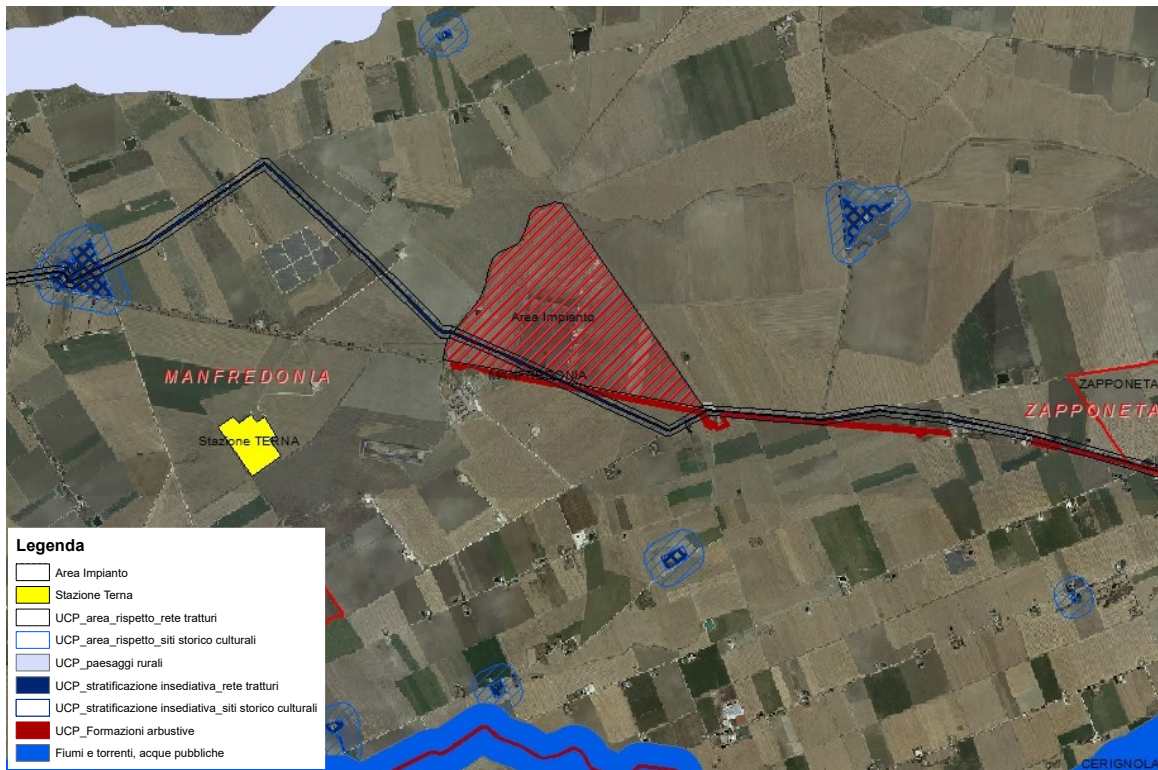 Area Impianto
MANFREDONIA
MANFREDONIA
ZAPPONETA
ZAPPONETA
Stazione TERNA
Legenda
Area Impianto
Stazione Terna
UCP_area_rispetto_rete tratturi
UCP_area_rispetto_siti storico culturali
UCP_paesaggi rurali
UCP_stratificazione insediativa_rete tratturi
UCP_stratificazione insediativa_siti storico culturali
UCP_Formazioni arbustive
Fiumi e torrenti, acque pubbliche
CERIGNOLA